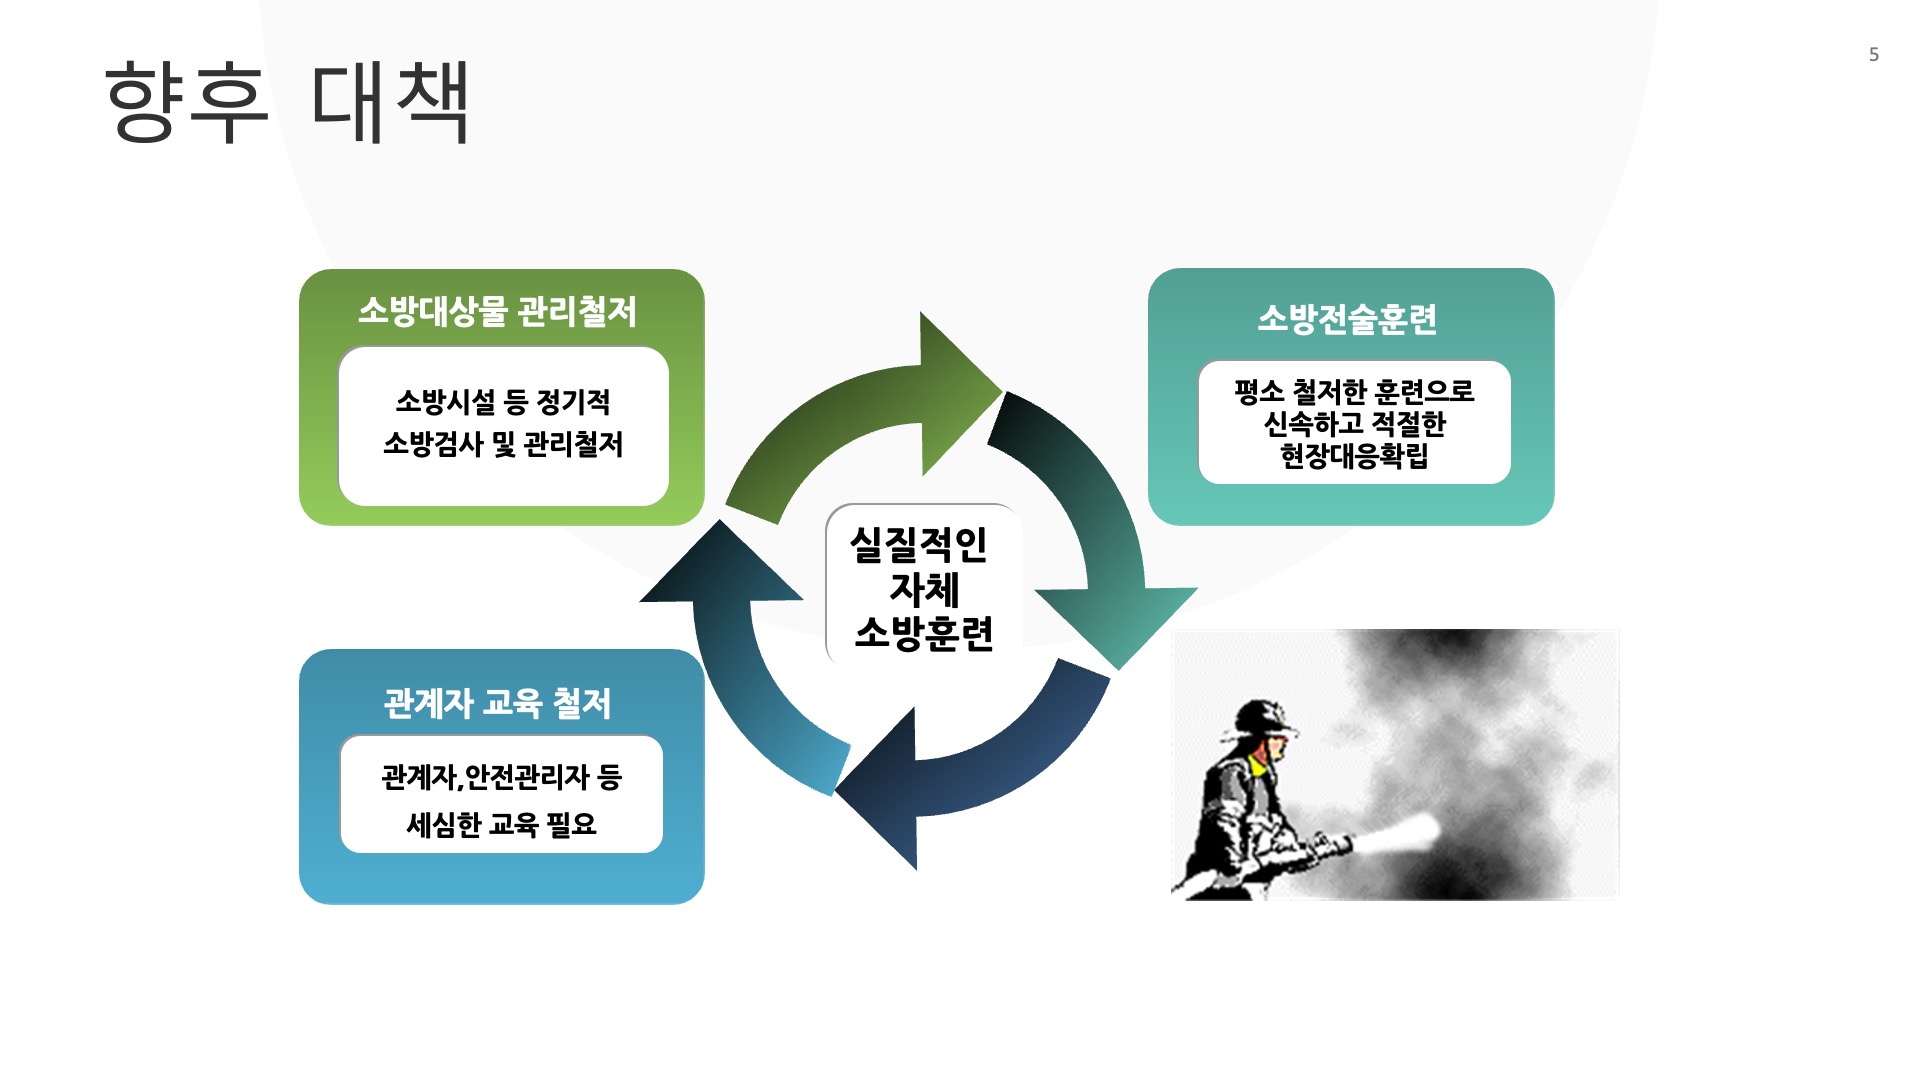 향후 대책
5
소방대상물 관리철저
소방시설 등 정기적
소방검사 및 관리철저
소방전술훈련
평소 철저한 훈련으로
신속하고 적절한
현장대응확립
실질적인
자체
소방훈련
관계자 교육 철저
관계자,안전관리자 등
세심한 교육 필요